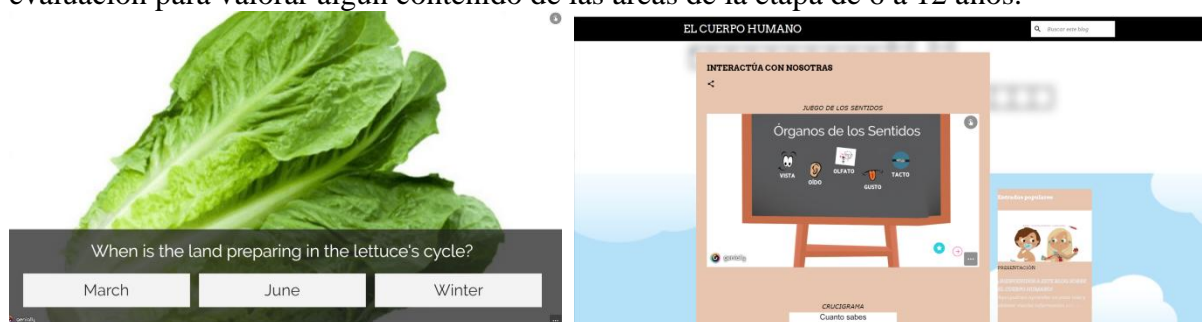 evaluación para valorar algún contenido de las áreas de la etapa de 6 a 12 años.
When is the land preparing in the lettuce's cycle?
March
June
Winter
genially
EL CUERPO HUMANO
Buscar este blog
INTERACTÚA CON NOSOTRAS
JUEGO DE LOS SENTIDOS
Órganos de los Sentidos
VISTA
OÍDO
OLFATO
GUSTO
TACTO
genially
Entradas populares
PRESENTACIÓN
CRUCIGRAMA
Cuanto sabes